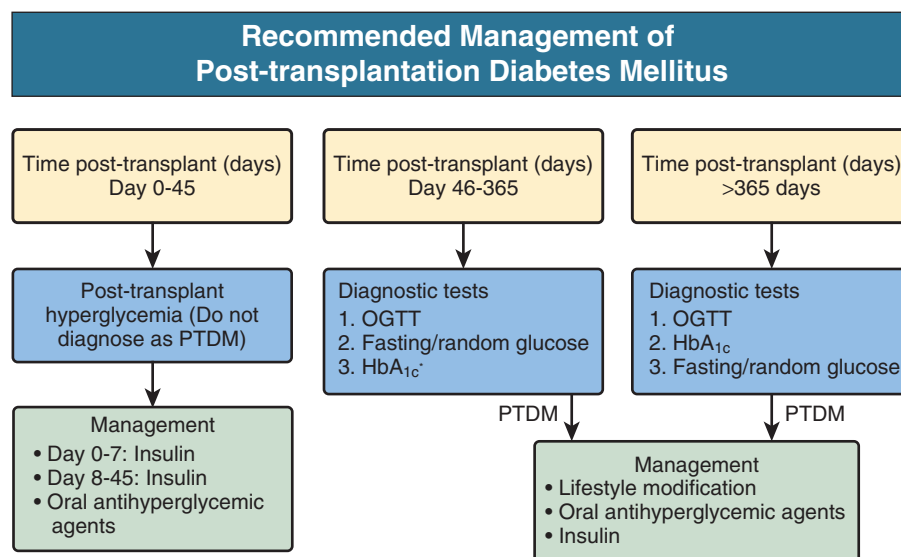 Recommended Management of
Post-transplantation Diabetes Mellitus
Time post-transplant (days)
Day 0-45
Post-transplant
hyperglycemia (Do not
diagnose as PTDM)
Management
• Day 0-7: Insulin
• Day 8-45: Insulin
• Oral antihyperglycemic
agents
Time post-transplant (days)
Day 46-365
Diagnostic tests
1. OGTT
2. Fasting/random glucose
3. HbA1c·
PTDM
Time post-transplant (days)
>365 days
Diagnostic tests
1. OGTT
2. HbA1c
3. Fasting/random glucose
PTDM
Management
• Lifestyle modification
• Oral antihyperglycemic agents
• Insulin